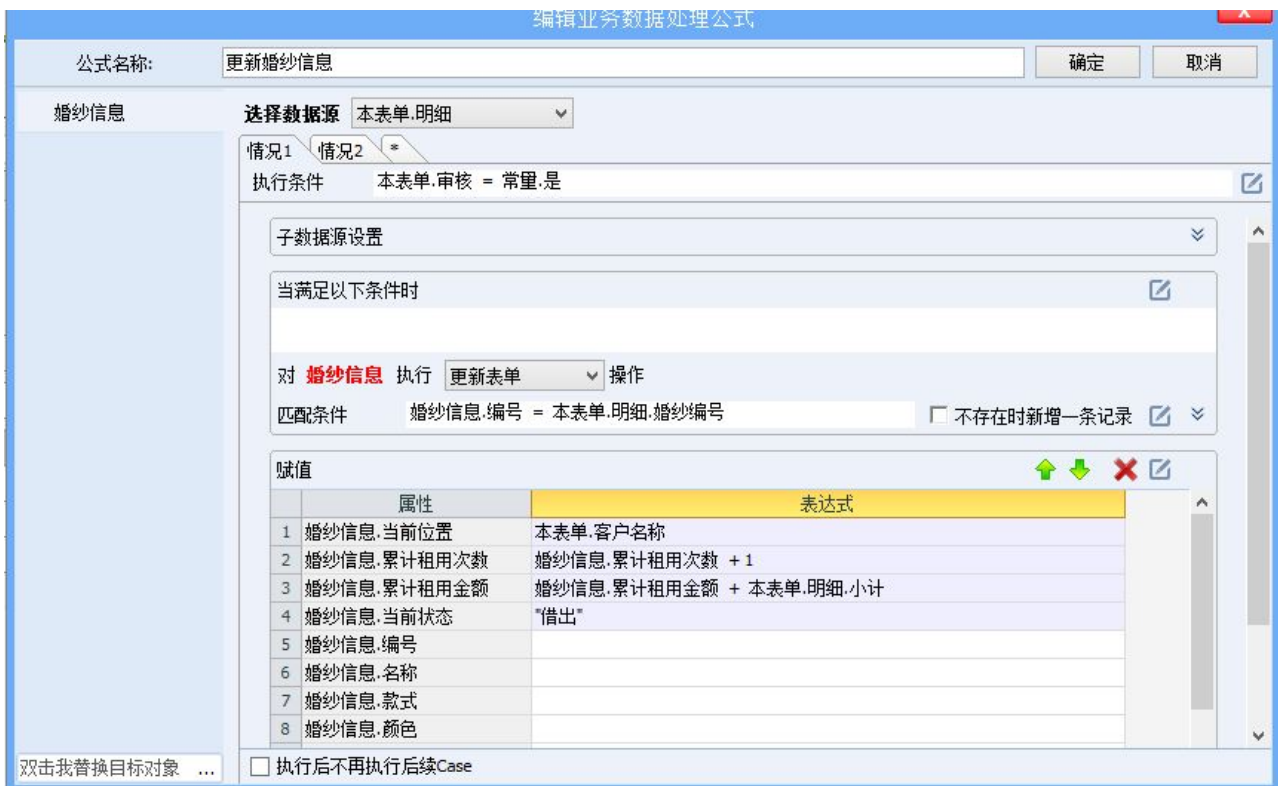 编辑业务数据处理公式
公式名称: 更新婚纱信息 确定 取消
婚纱信息 选择数据源 本表单.明细
情况1 情况2 *
执行条件 本表单.审核 = 常量.是
子数据源设置
当满足以下条件时
对 婚纱信息 执行 更新表单 操作
匹配条件 婚纱信息.编号 = 本表单.明细.婚纱编号 不存在时新增一条记录
赋值
属性 表达式
1 婚纱信息.当前位置 本表单.客户名称
2 婚纱信息.累计租用次数 婚纱信息.累计租用次数 + 1
3 婚纱信息.累计租用金额 婚纱信息.累计租用金额 + 本表单.明细.小计
4 婚纱信息.当前状态 "借出"
5 婚纱信息.编号
6 婚纱信息.名称
7 婚纱信息.款式
8 婚纱信息.颜色
双击我替换目标对象 ... 执行后不再执行后续Case